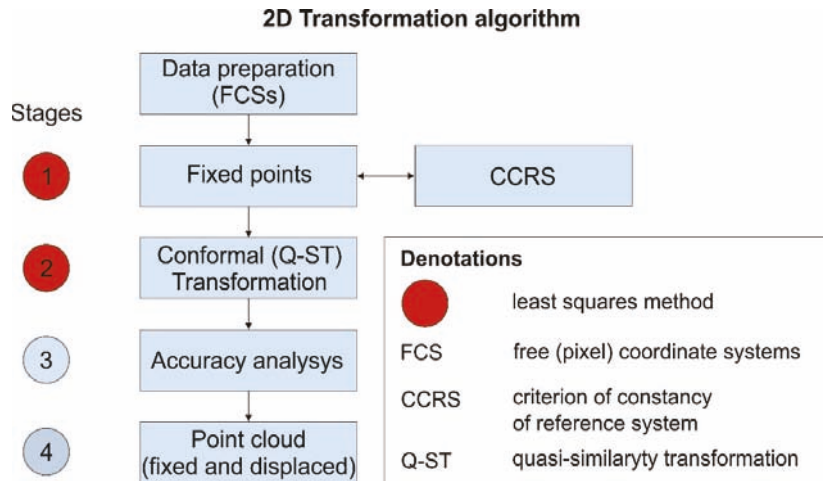 2D Transformation algorithm
Data preparation
(FCSs)
Stages
1
Fixed points
CCRS
2
Conformal (Q-ST)
Transformation
3
Accuracy analysys
4
Point cloud
(fixed and displaced)
Denotations
least squares method
FCS free (pixel) coordinate systems
CCRS criterion of constancy
of reference system
Q-ST quasi-similaryty transformation